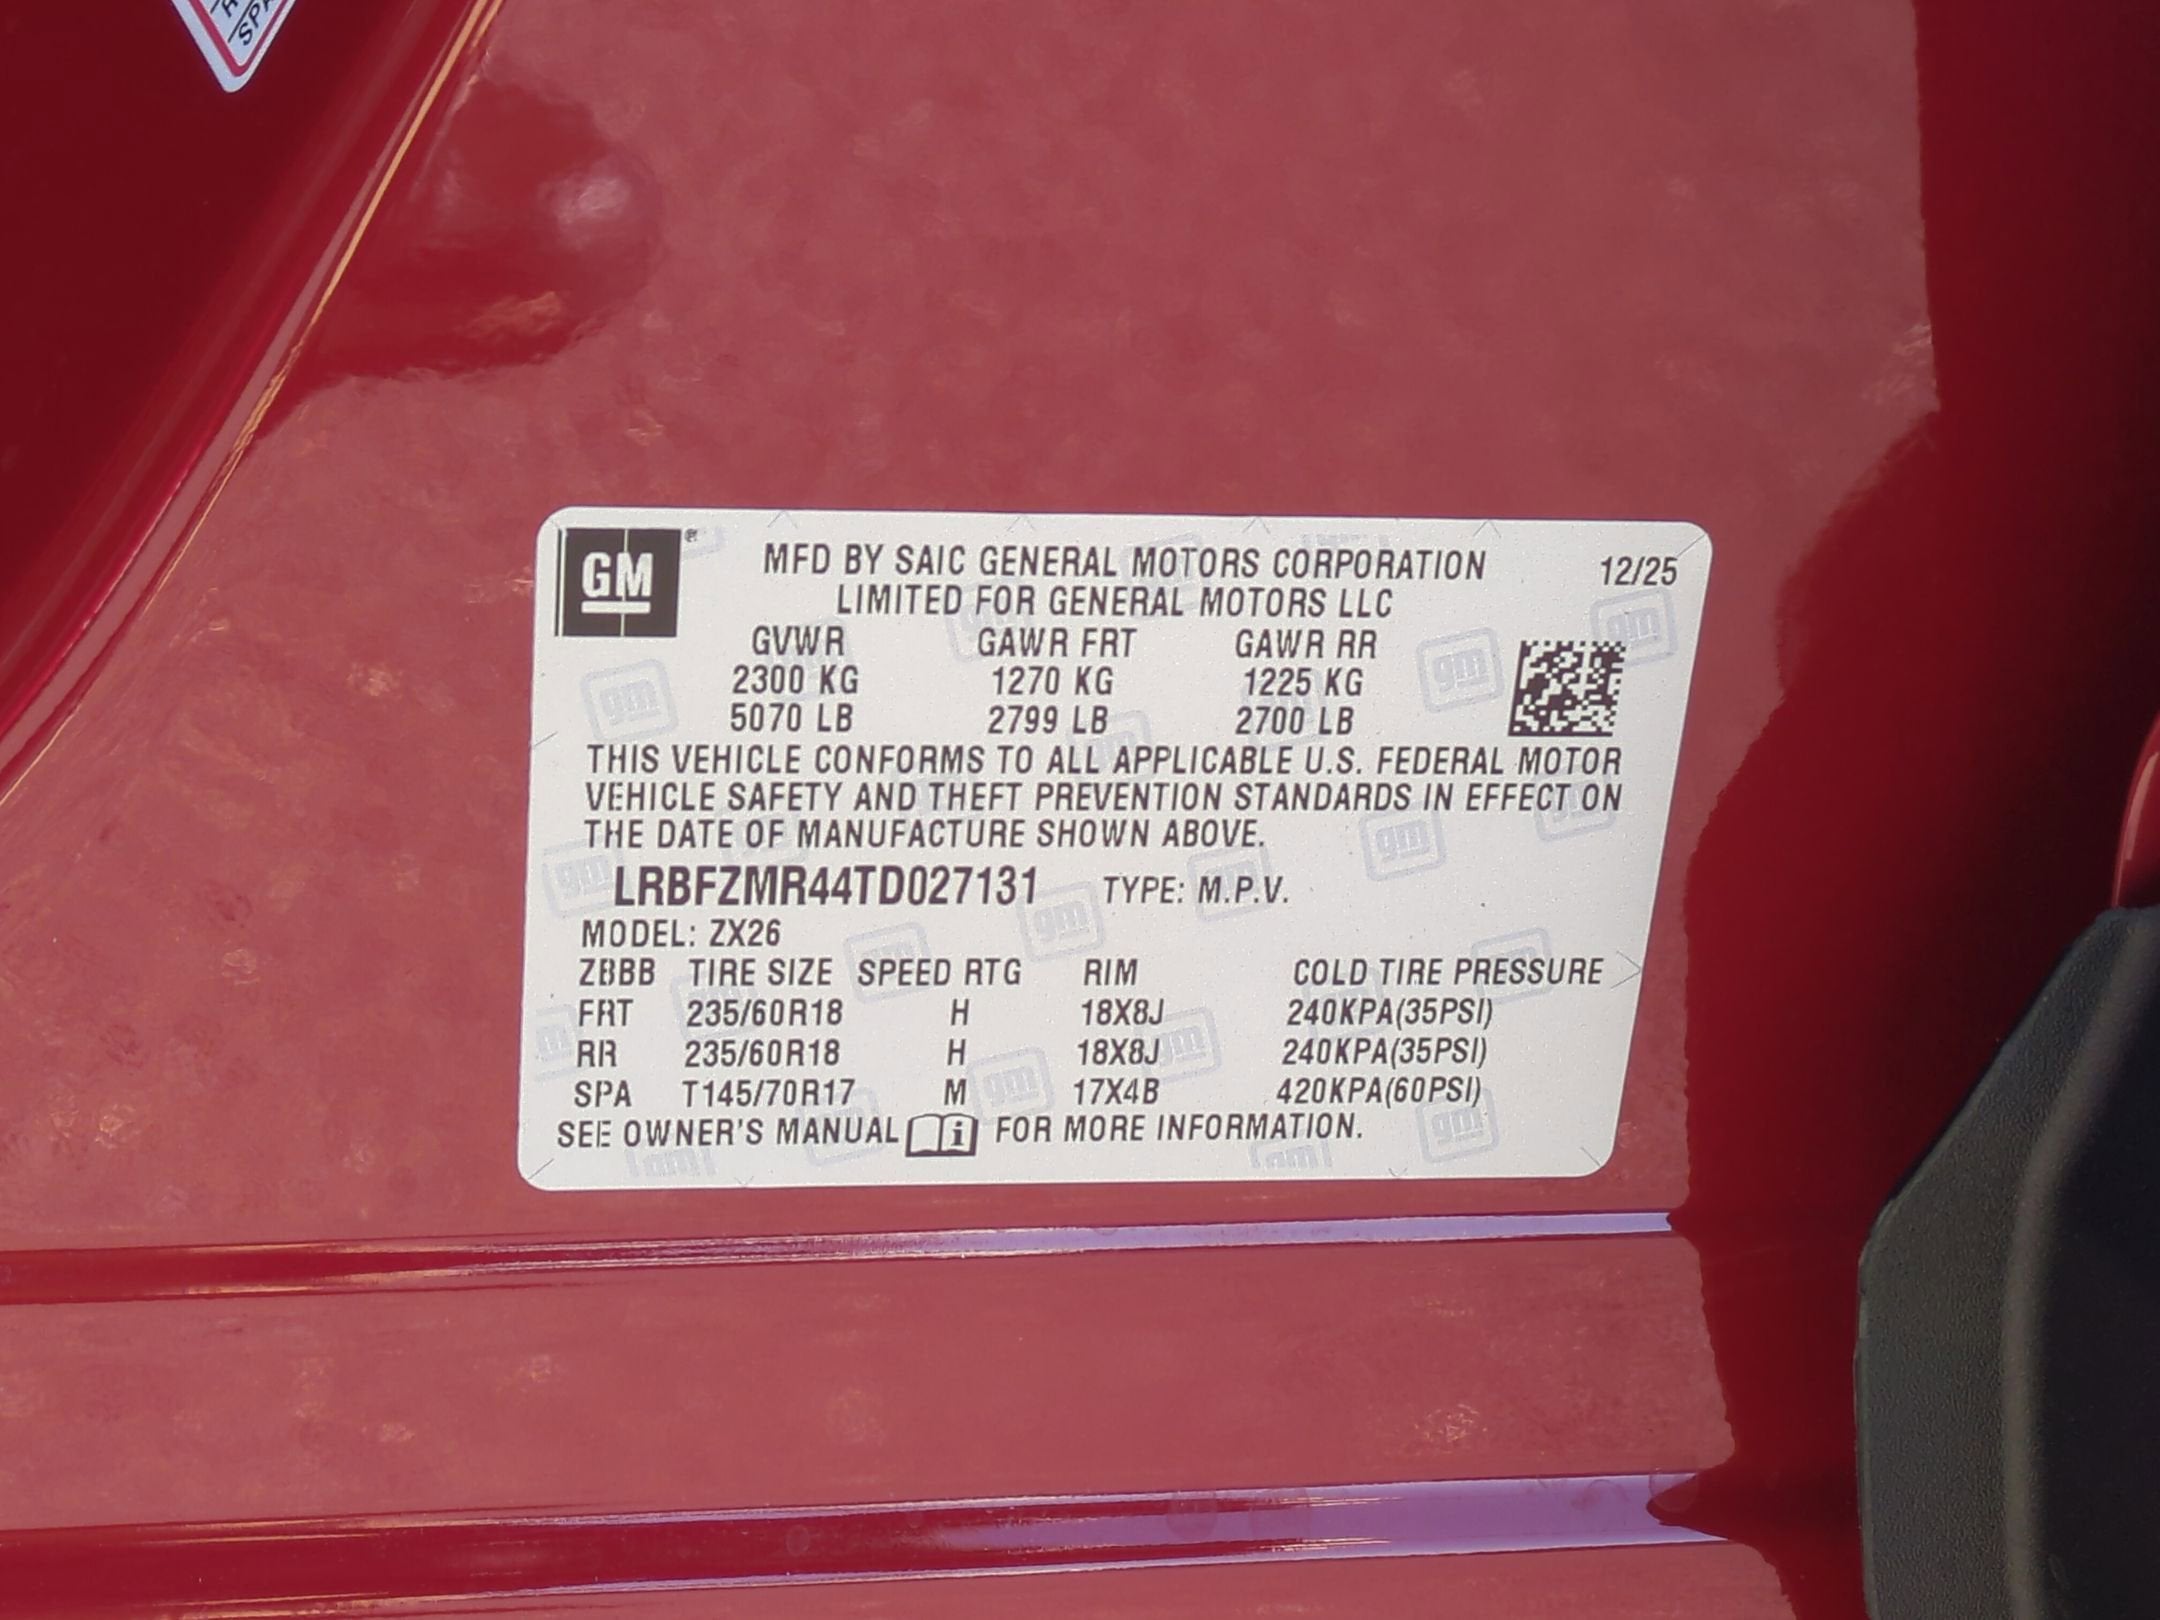 SPA
GM
MFD BY SAIC GENERAL MOTORS CORPORATION 12/25
LIMITED FOR GENERAL MOTORS LLC
GVWR GAWR FRT GAWR RR
2300 KG 1270 KG 1225 KG
5070 LB 2799 LB 2700 LB
THIS VEHICLE CONFORMS TO ALL APPLICABLE U.S. FEDERAL MOTOR
VEHICLE SAFETY AND THEFT PREVENTION STANDARDS IN EFFECT ON
THE DATE OF MANUFACTURE SHOWN ABOVE.
LRBFZMR44TD027131 TYPE: M.P.V.
MODEL: ZX26
ZBBB TIRE SIZE SPEED RTG RIM COLD TIRE PRESSURE
FRT 235/60R18 H 18X8J 240KPA(35PSI)
RR 235/60R18 H 18X8J 240KPA(35PSI)
SPA T145/70R17 M 17X4B 420KPA(60PSI)
SEE OWNER'S MANUAL i FOR MORE INFORMATION.